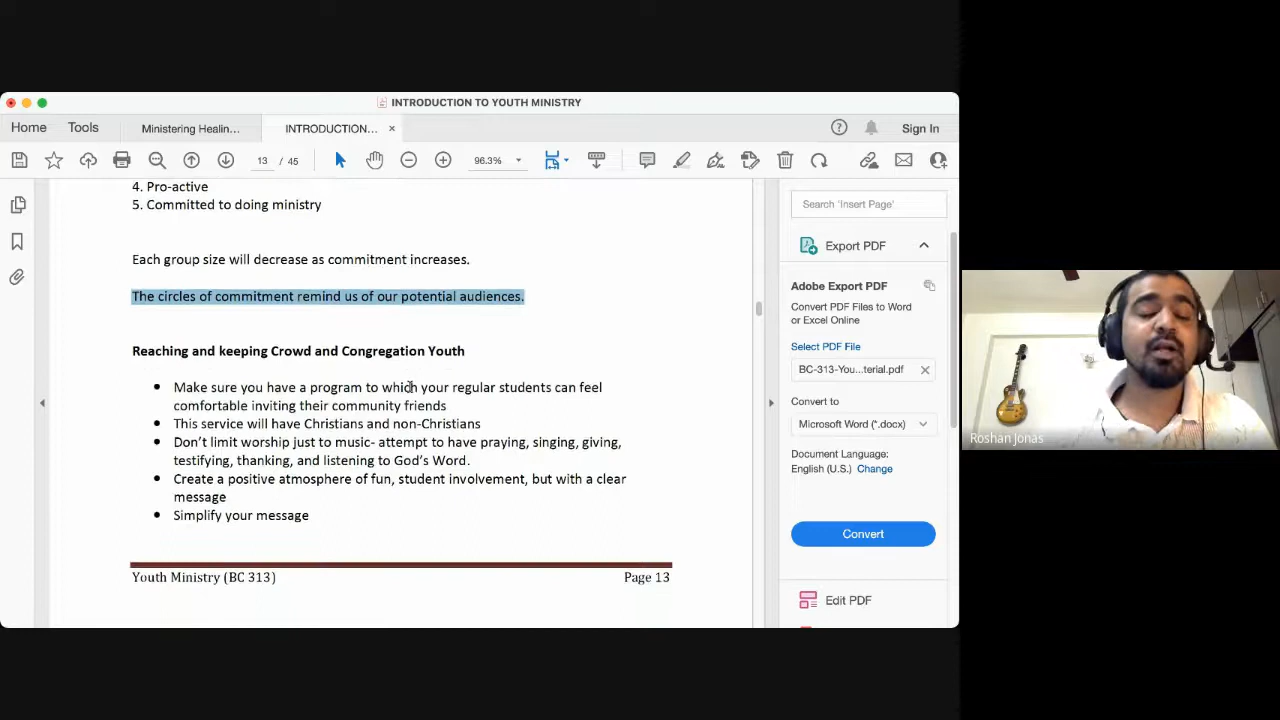 INTRODUCTION TO YOUTH MINISTRY
Home
Tools
Ministering Healin...
INTRODUCTION...
Sign In
13 / 45
96.3%
4. Pro-active
5. Committed to doing ministry
Each group size will decrease as commitment increases.
The circles of commitment remind us of our potential audiences.
Reaching and keeping Crowd and Congregation Youth
• Make sure you have a program to which your regular students can feel
comfortable inviting their community friends
• This service will have Christians and non-Christians
• Don't limit worship just to music- attempt to have praying, singing, giving,
testifying, thanking, and listening to God's Word.
• Create a positive atmosphere of fun, student involvement, but with a clear
message
• Simplify your message
Youth Ministry (BC 313)
Page 13
Search 'Insert Page'
Export PDF
Adobe Export PDF
Convert PDF Files to Word
or Excel Online
Select PDF File
BC-313-You...terial.pdf
Convert to
Microsoft Word (*.docx)
Document Language:
English (U.S.) Change
Convert
Edit PDF
Roshan Jonas